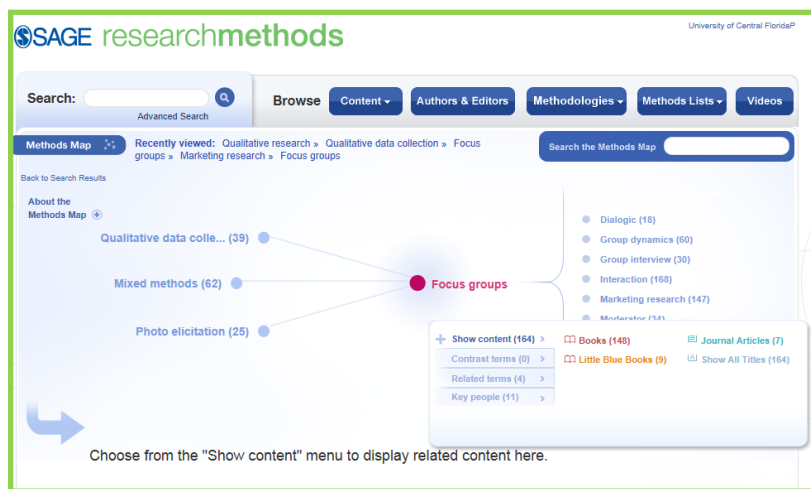 University of Central FloridaP
SAGE researchmethods
Search:
Advanced Search
Browse
Content
Authors & Editors
Methodologies
Methods Lists
Videos
Methods Map
Recently viewed: Qualitative research » Qualitative data collection » Focus
groups » Marketing research » Focus groups
Search the Methods Map
Back to Search Results
About the
Methods Map
Qualitative data colle... (39)
Mixed methods (62)
Photo elicitation (25)
Focus groups
Dialogic (18)
Group dynamics (60)
Group interview (30)
Interaction (168)
Marketing research (147)
Moderator (34)
Show content (164) >
Contrast terms (0) >
Related terms (4) >
Key people (11) >
Books (148)
Journal Articles (7)
Little Blue Books (9)
Show All Titles (164)
Choose from the "Show content" menu to display related content here.